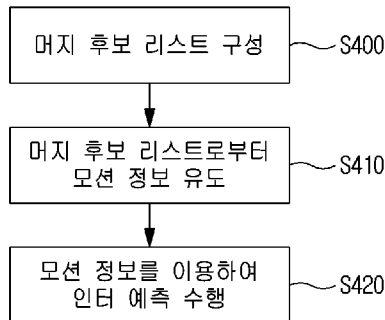 머지 후보 리스트 구성
S400
머지 후보 리스트로부터
모션 정보 유도
S410
모션 정보를 이용하여
인터 예측 수행
S420